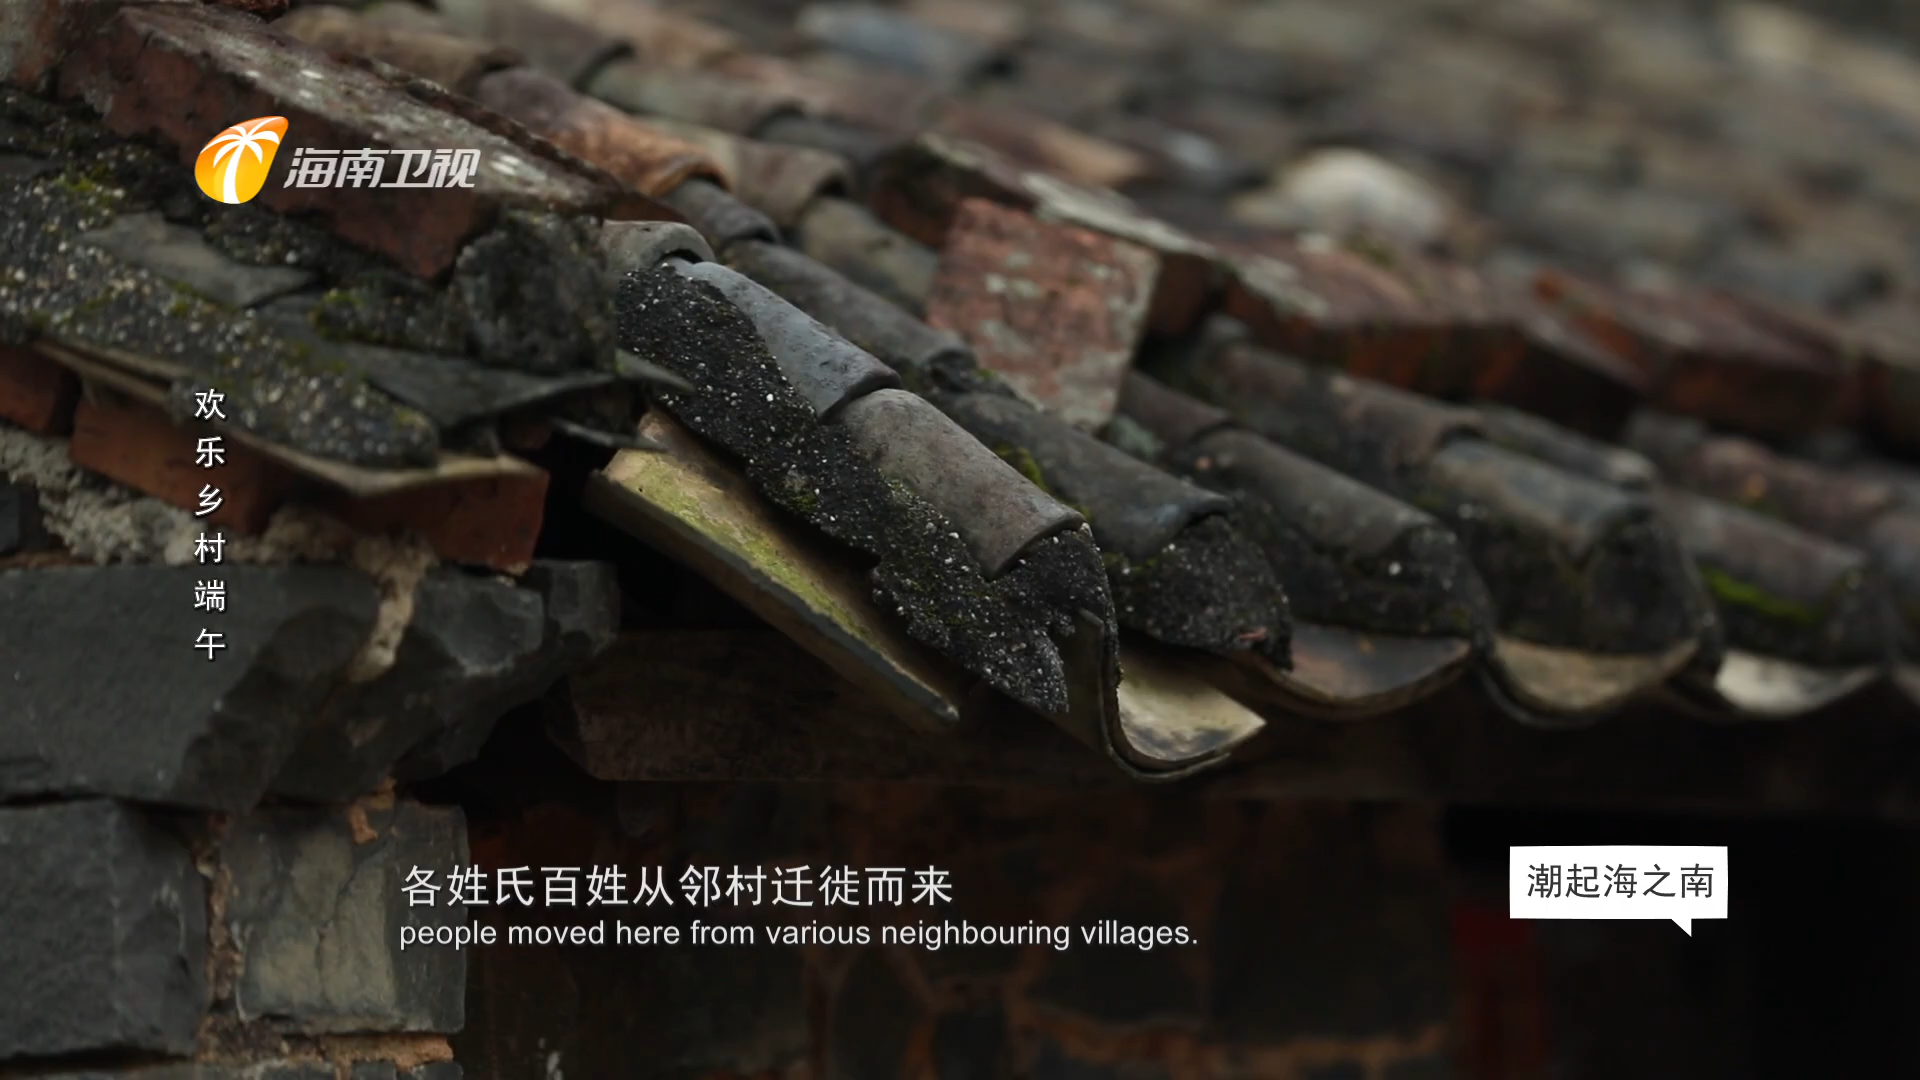 海南卫视
欢乐乡村端午
各姓氏百姓从邻村迁徙而来
people moved here from various neighbouring villages.
潮起海之南